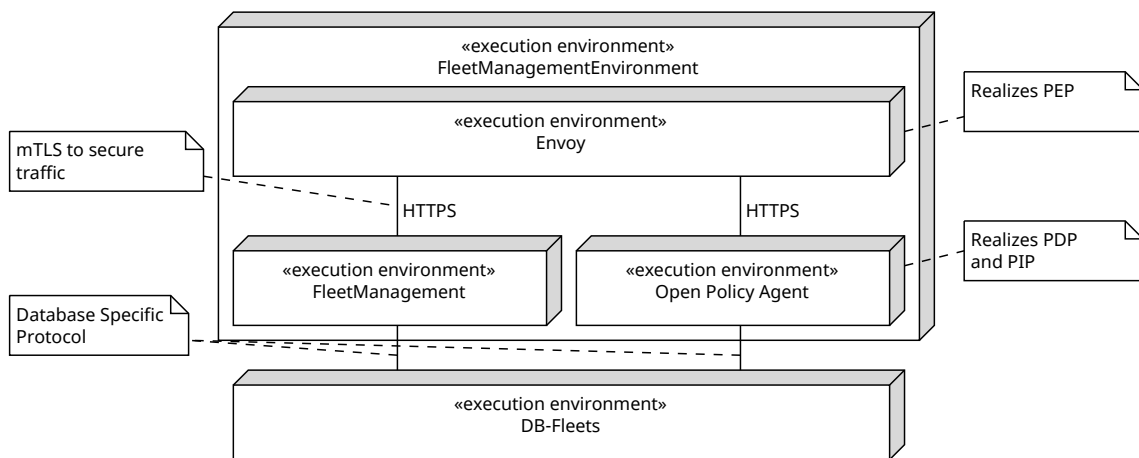 «execution environment»
FleetManagementEnvironment
Realizes PEP
«execution environment»
Envoy
mTLS to secure
traffic
HTTPS
HTTPS
Realizes PDP
and PIP
«execution environment»
FleetManagement
«execution environment»
Open Policy Agent
Database Specific
Protocol
«execution environment»
DB-Fleets